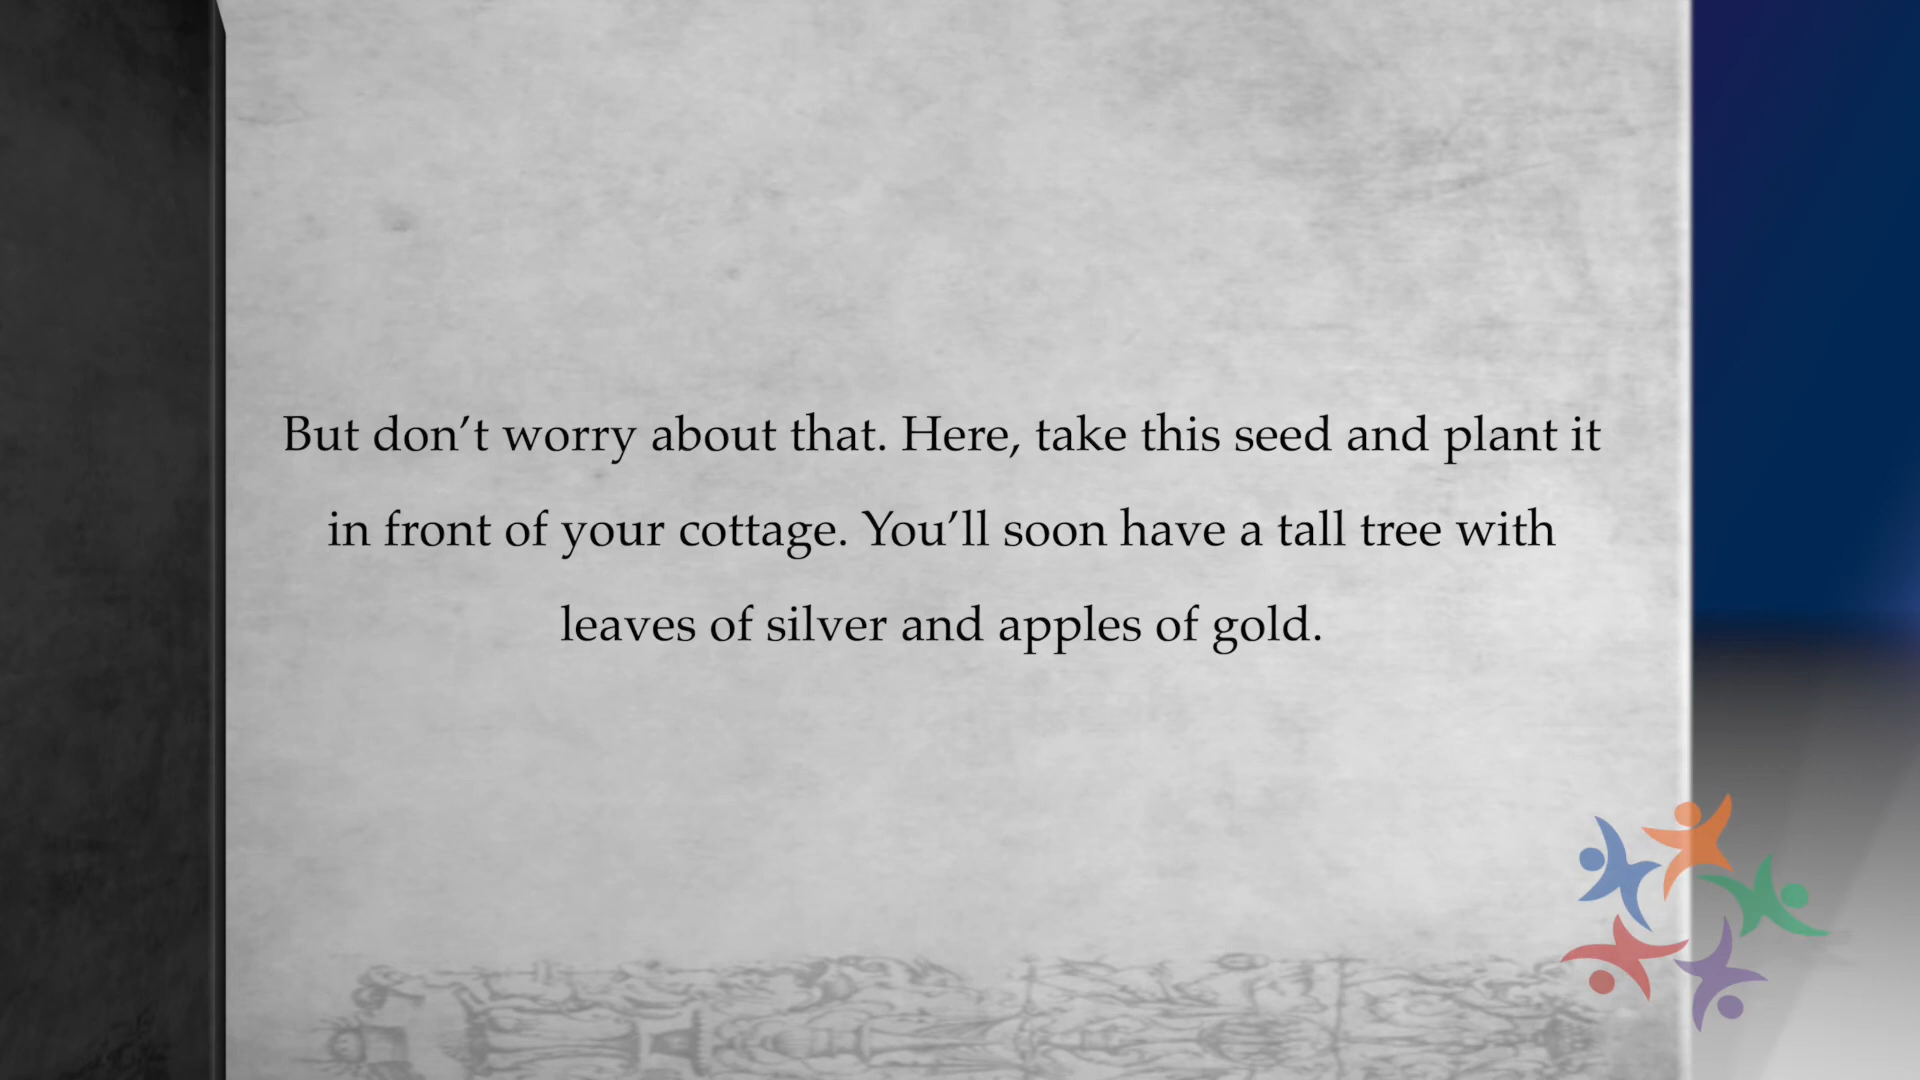 But don’t worry about that. Here, take this seed and plant it
in front of your cottage. You’ll soon have a tall tree with
leaves of silver and apples of gold.